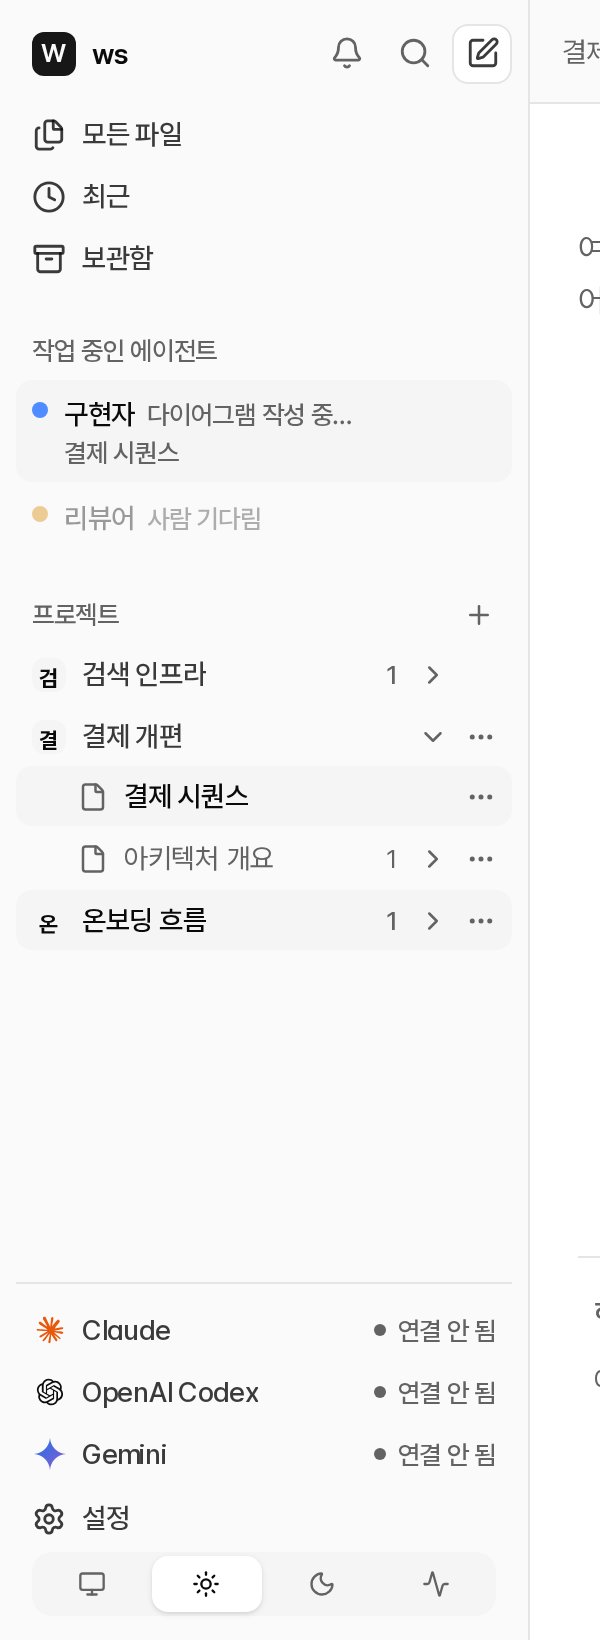 W ws
결제
모든 파일
최근
보관함
작업 중인 에이전트
구현자 다이어그램 작성 중...
결제 시퀀스
리뷰어 사람 기다림
프로젝트
검 검색 인프라 1
결 결제 개편
결제 시퀀스
아키텍처 개요 1
온 온보딩 흐름 1
Claude 연결 안 됨
OpenAI Codex 연결 안 됨
Gemini 연결 안 됨
설정